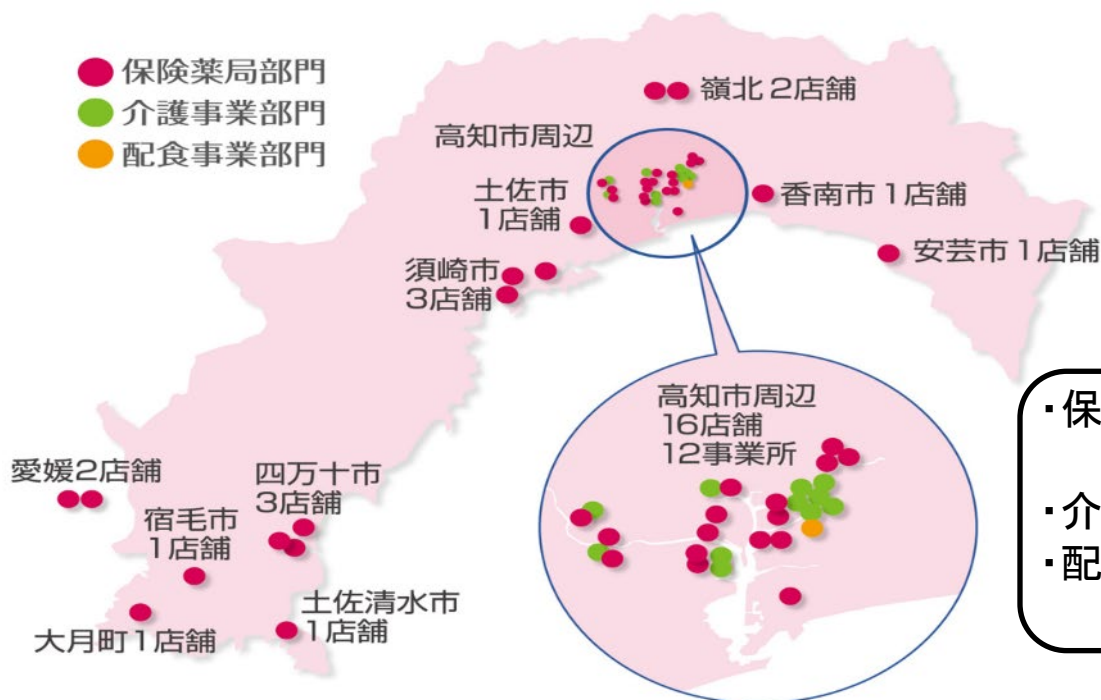 保険薬局部門
介護事業部門
配食事業部門
嶺北 2店舗
高知市周辺
土佐市
1店舗
香南市 1店舗
安芸市 1店舗
須崎市
3店舗
高知市周辺
16店舗
12事業所
・保
・介
・配
愛媛2店舗
四万十市
3店舗
宿毛市
1店舗
土佐清水市
1店舗
大月町1店舗